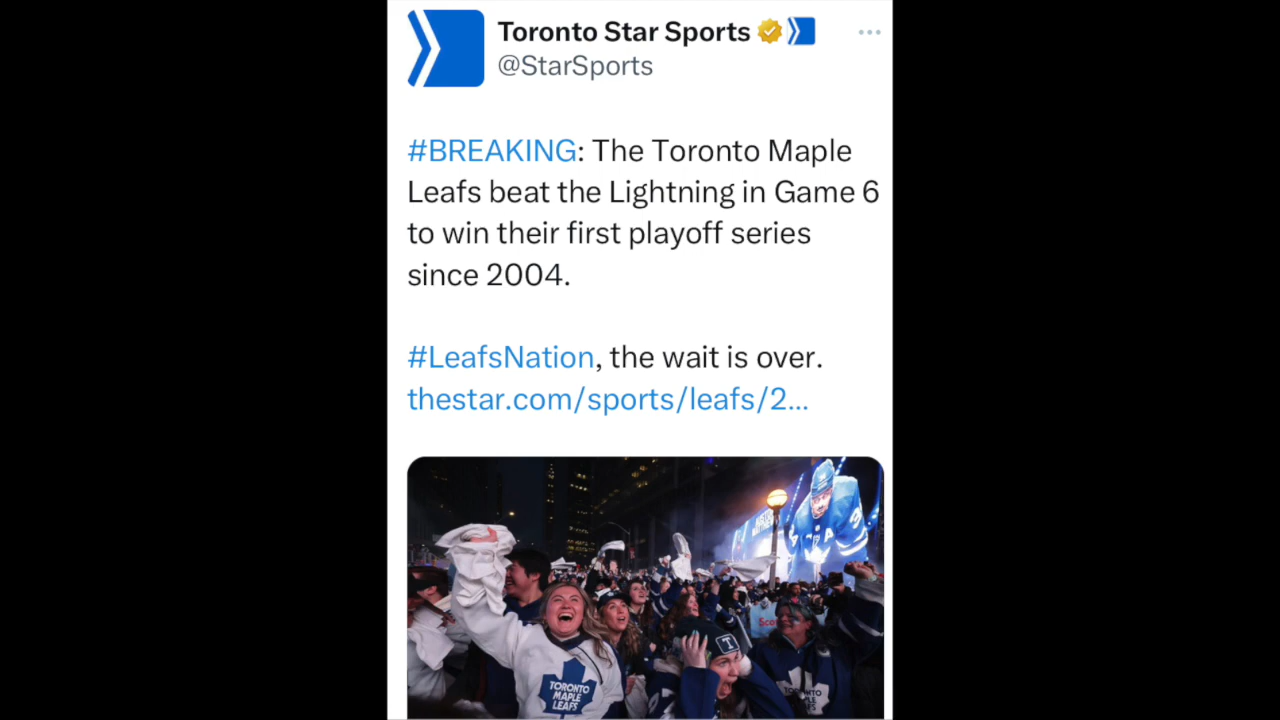 Toronto Star Sports
@StarSports
#BREAKING: The Toronto Maple
Leafs beat the Lightning in Game 6
to win their first playoff series
since 2004.
#LeafsNation, the wait is over.
thestar.com/sports/leafs/2...
TORONTO
MAPLE
LEAFS
T